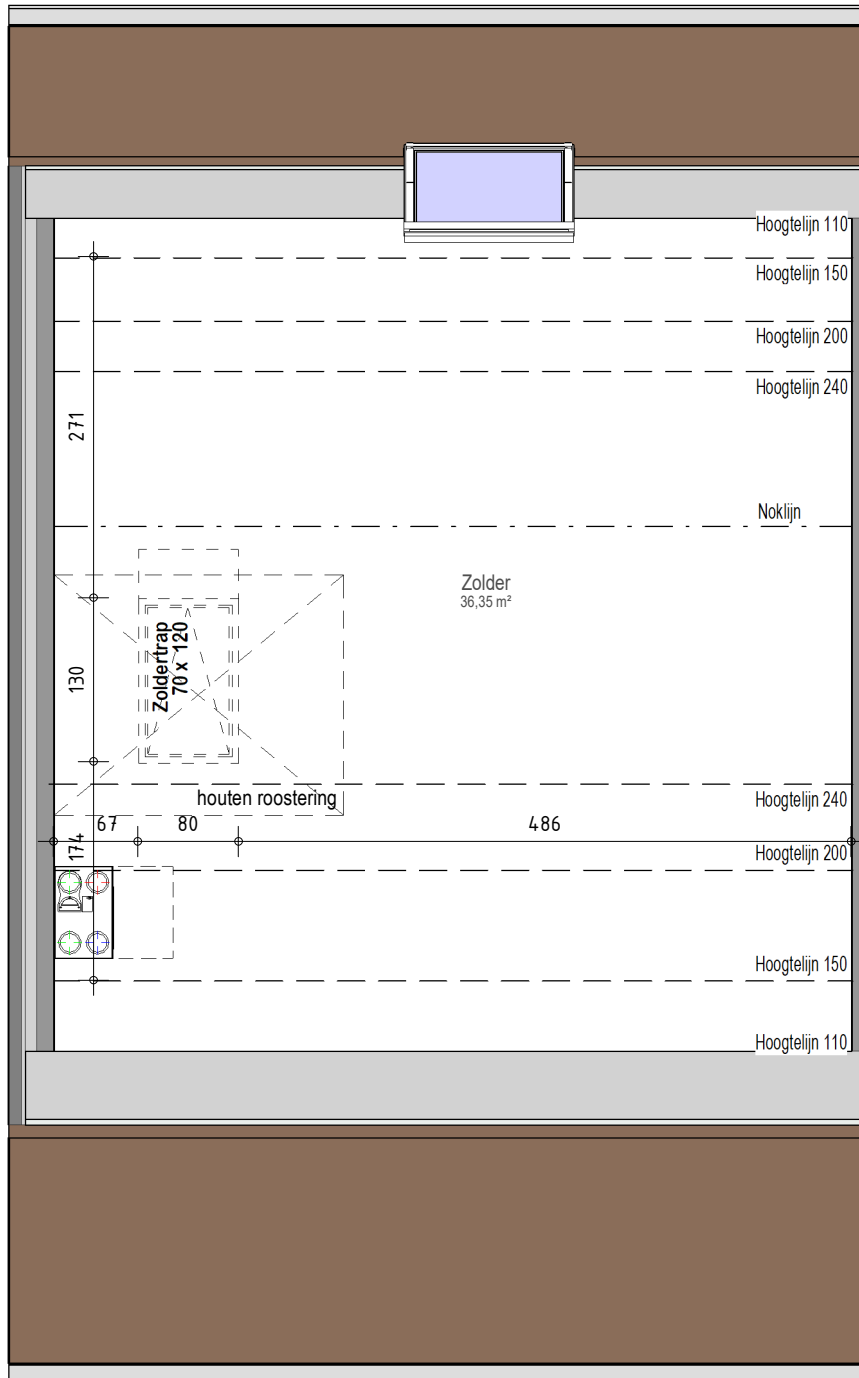 Hoogtelijn 110
Hoogtelijn 150
Hoogtelijn 200
Hoogtelijn 240
271
Noklijn
Zolder
36,35 m²
Zoldertrap
70 x 120
130
houten roostering
Hoogtelijn 240
67
80
486
174
Hoogtelijn 200
Hoogtelijn 150
Hoogtelijn 110